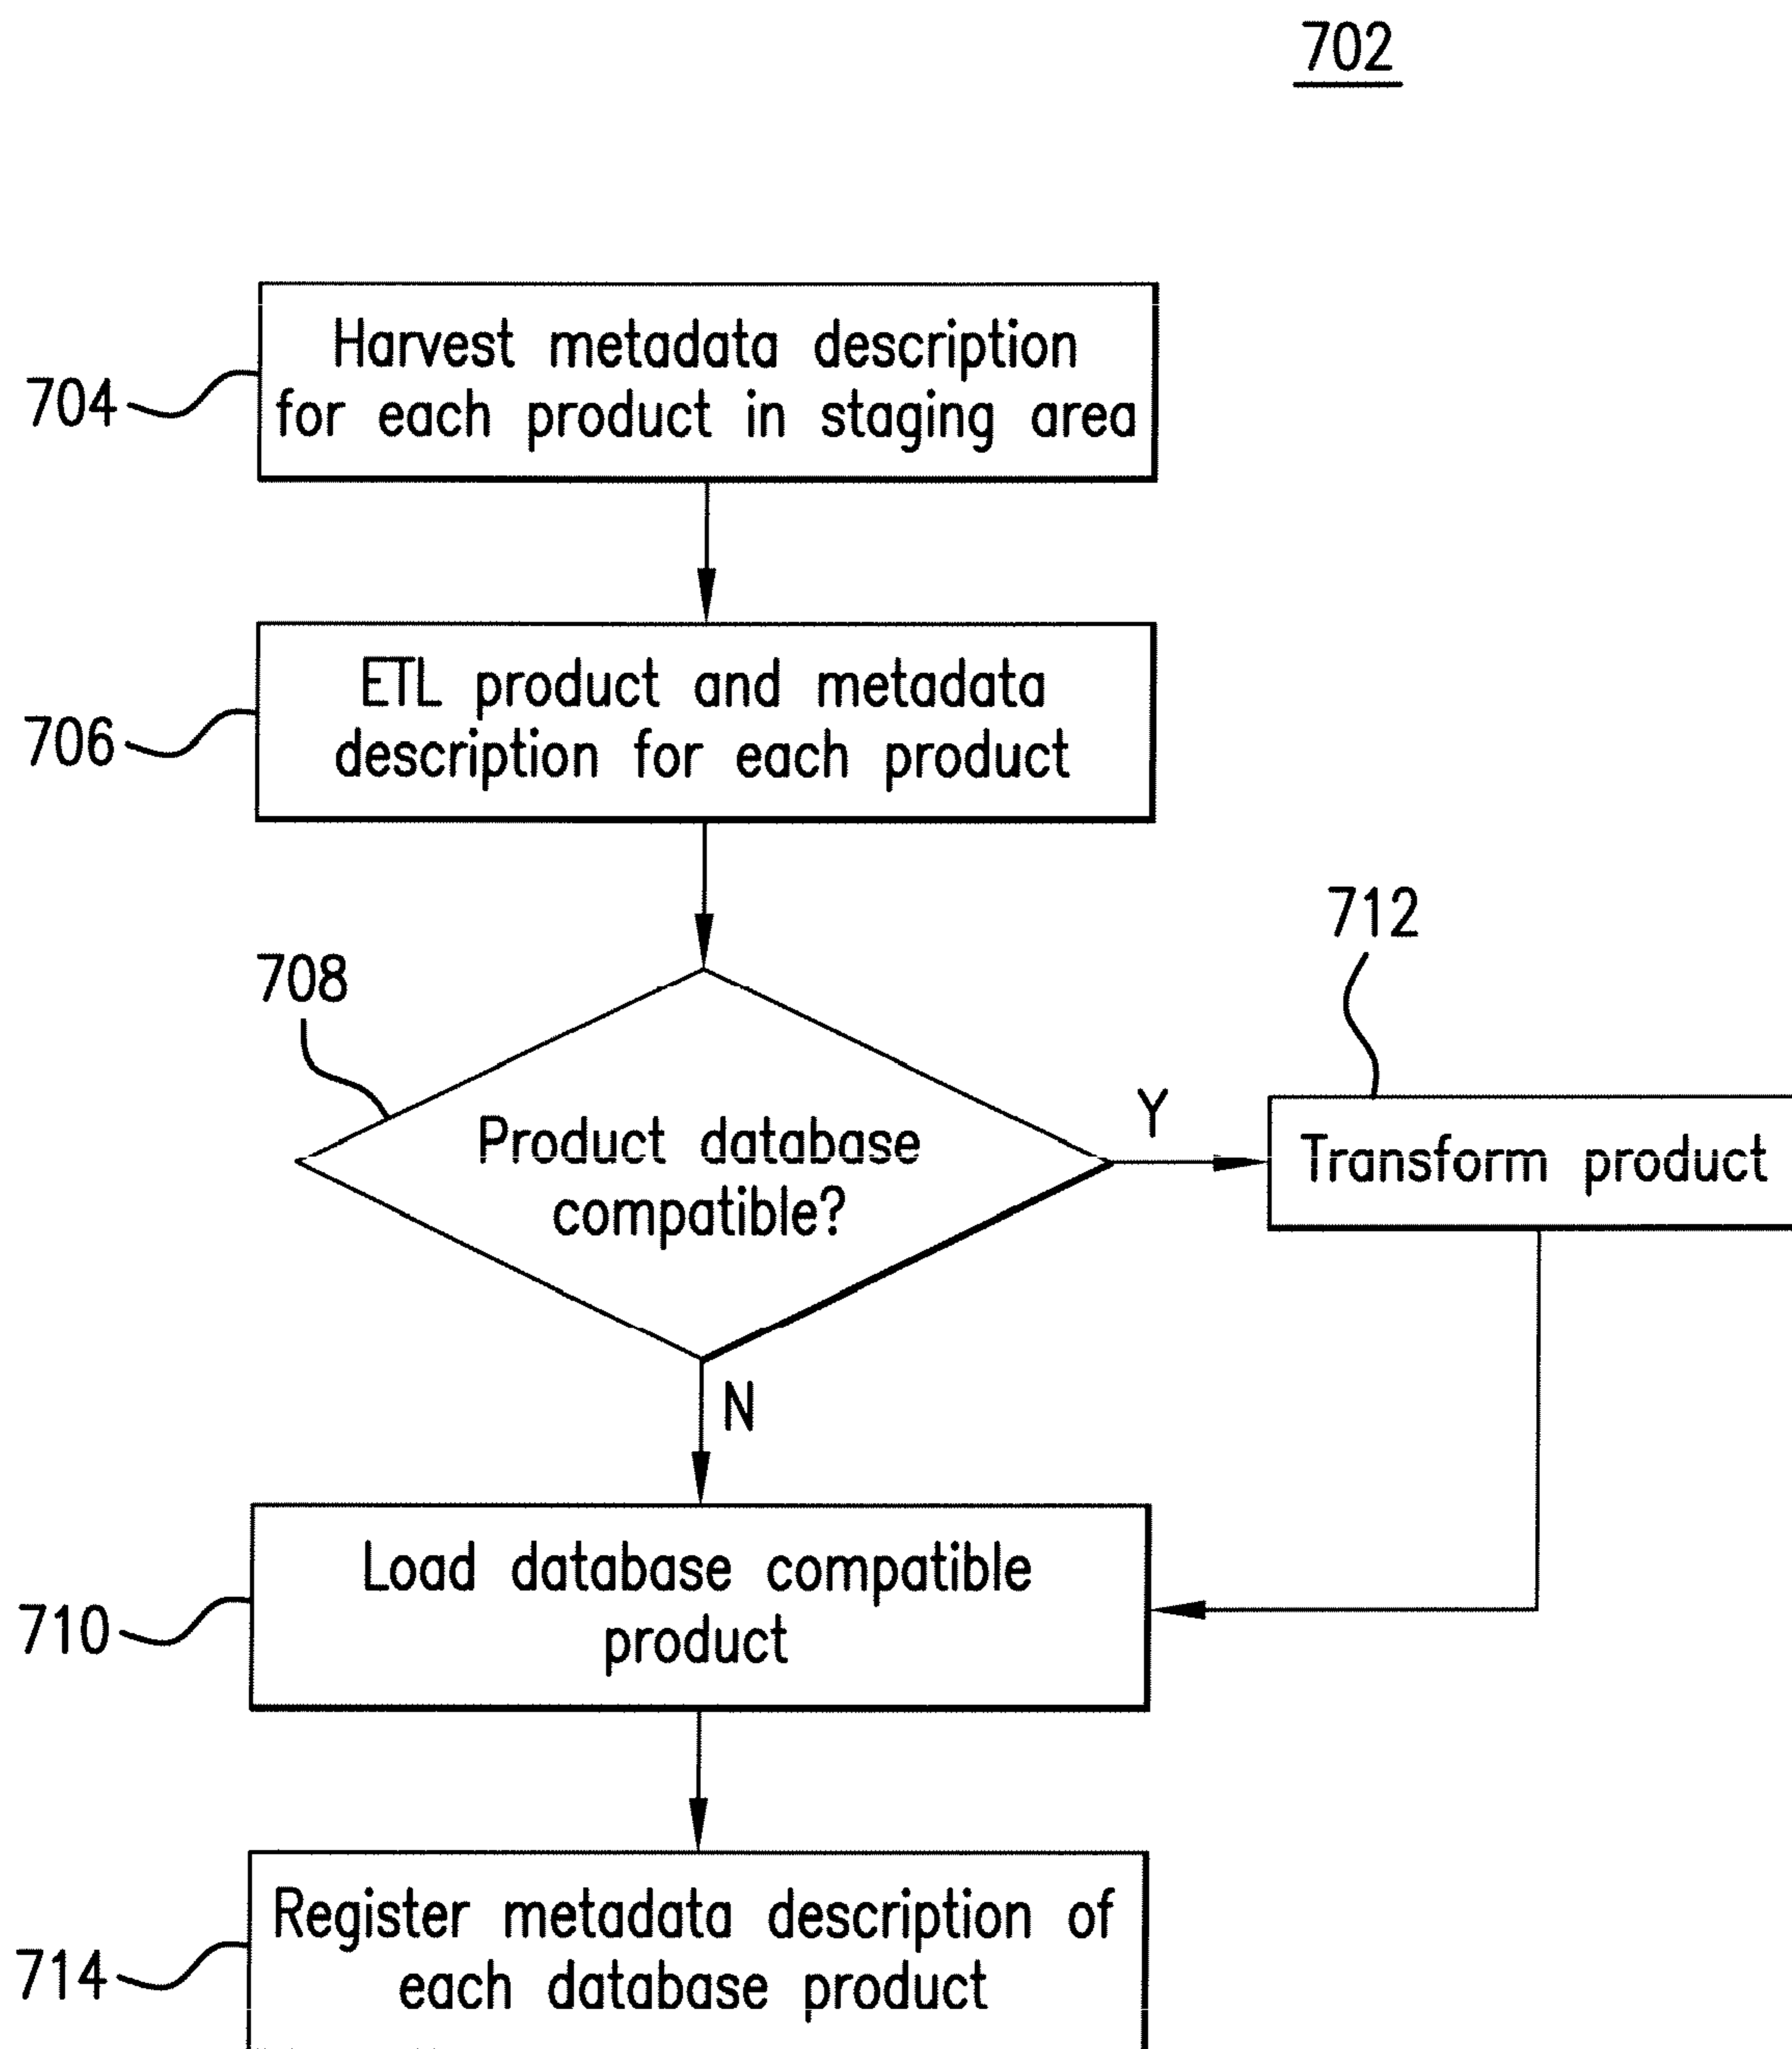 702
Harvest metadata description
for each product in staging area
704
ETL product and metadata
description for each product
706
712
708
Product database
compatible?
Y
Transform product
N
Load database compatible
product
710
Register metadata description of
each database product
714